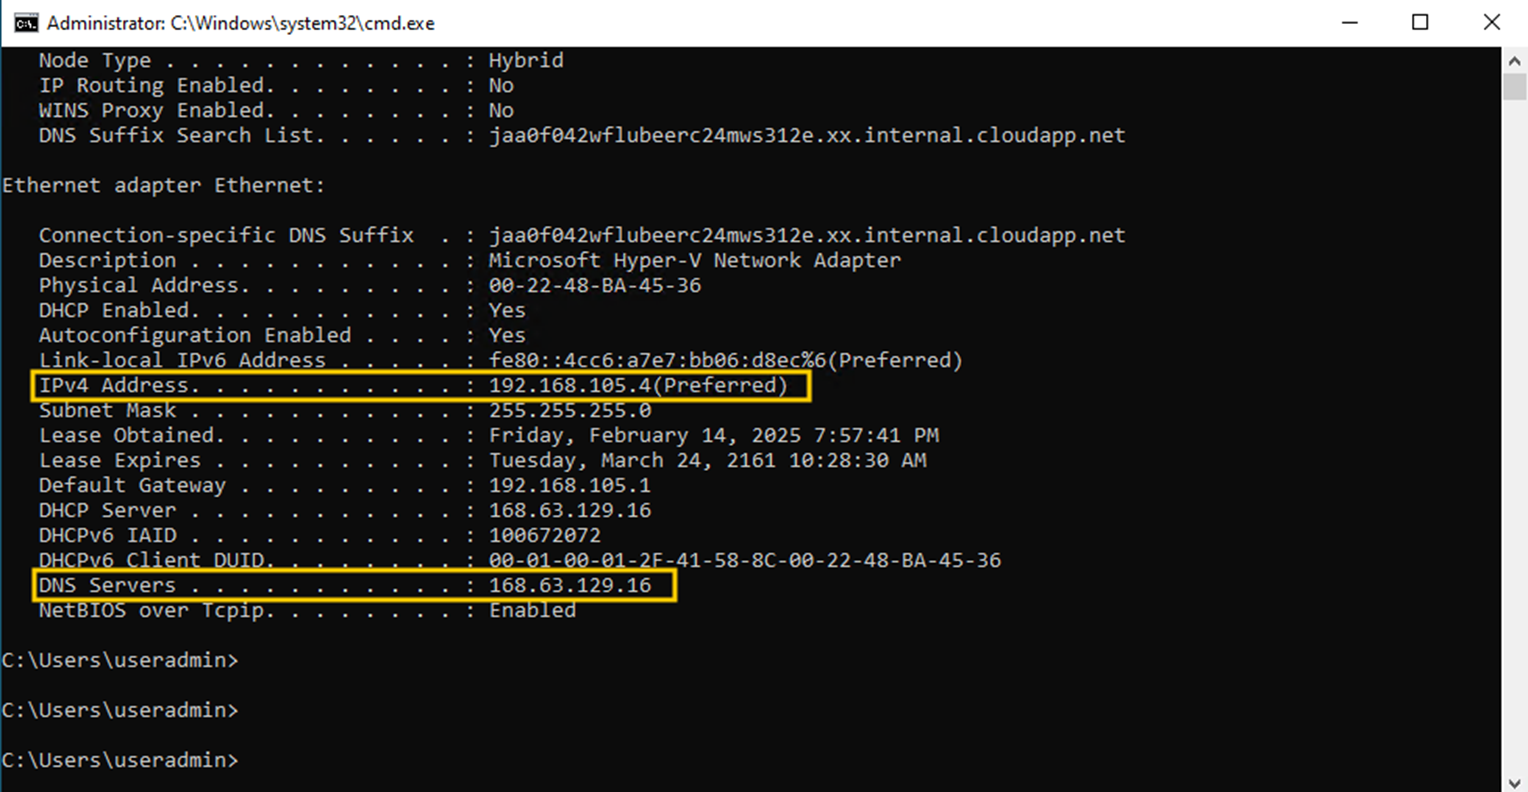 Administrator: C:\Windows\system32\cmd.exe
Node Type . . . . . . . . . . . . : Hybrid
IP Routing Enabled. . . . . . . . : No
WINS Proxy Enabled. . . . . . . . : No
DNS Suffix Search List. . . . . . : jaa0f042wflubeerc24mws312e.xx.internal.cloudapp.net
Ethernet adapter Ethernet:
Connection-specific DNS Suffix  . : jaa0f042wflubeerc24mws312e.xx.internal.cloudapp.net
Description . . . . . . . . . . . : Microsoft Hyper-V Network Adapter
Physical Address. . . . . . . . . : 00-22-48-BA-45-36
DHCP Enabled. . . . . . . . . . . : Yes
Autoconfiguration Enabled . . . . : Yes
Link-local IPv6 Address . . . . . : fe80::4cc6:a7e7:bb06:d8ec%6(Preferred)
IPv4 Address. . . . . . . . . . . : 192.168.105.4(Preferred)
Subnet Mask . . . . . . . . . . . : 255.255.255.0
Lease Obtained. . . . . . . . . . : Friday, February 14, 2025 7:57:41 PM
Lease Expires . . . . . . . . . . : Tuesday, March 24, 2161 10:28:30 AM
Default Gateway . . . . . . . . . : 192.168.105.1
DHCP Server . . . . . . . . . . . : 168.63.129.16
DHCPv6 IAID . . . . . . . . . . . : 100672072
DHCPv6 Client DUID. . . . . . . . : 00-01-00-01-2F-41-58-8C-00-22-48-BA-45-36
DNS Servers . . . . . . . . . . . : 168.63.129.16
NetBIOS over Tcpip. . . . . . . . : Enabled
C:\Users\useradmin>
C:\Users\useradmin>
C:\Users\useradmin>